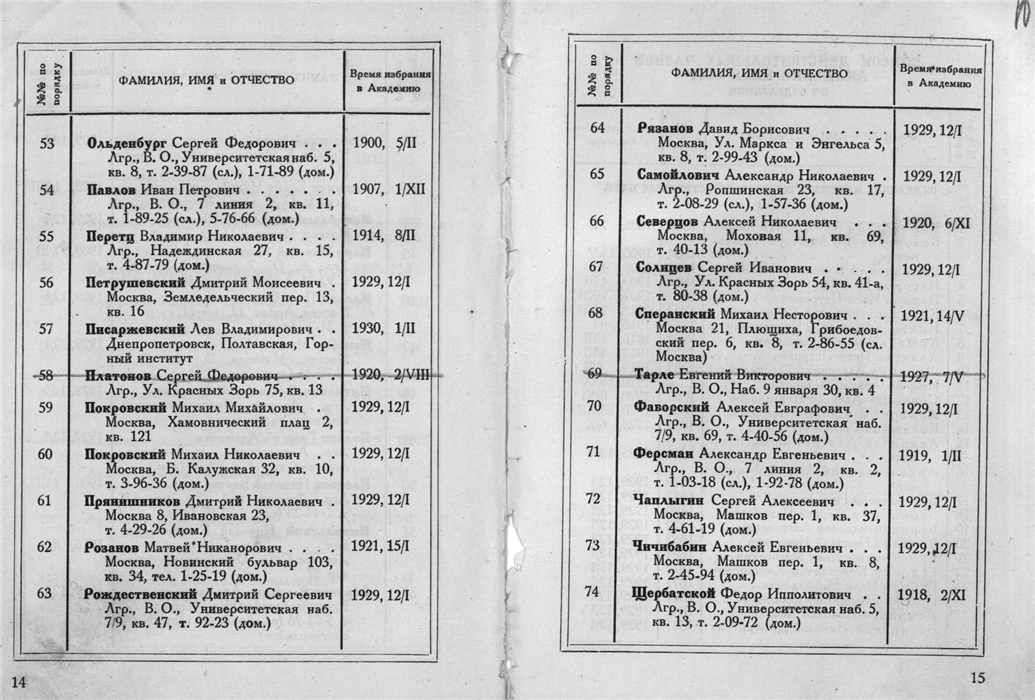 №№ по порядку
ФАМИЛИЯ, ИМЯ и ОТЧЕСТВО
Время избрания
в Академию
53 Ольденбург Сергей Федорович . . . 1900, 5/II
Лгр., В. О., Университетская наб. 5,
кв. 8, т. 2-39-87 (сл.), 1-71-89 (дом.)
54 Павлов Иван Петрович . . . . . . 1907, 1/XII
Лгр., В. О., 7 линия 2, кв. 11,
т. 1-89-25 (сл.), 5-76-66 (дом.)
55 Перетц Владимир Николаевич . . . . 1914, 8/II
Лгр., Надеждинская 27, кв. 15,
т. 4-87-79 (дом.)
56 Петрушевский Дмитрий Моисеевич . 1929, 12/I
Москва, Земледельческий пер. 13,
кв. 16
57 Писаржевский Лев Владимирович . . 1930, 1/II
Днепропетровск, Полтавская, Гор-
ный институт
58 Платонов Сергей Федорович . . . . 1920, 2/VIII
Лгр., Ул. Красных Зорь 75, кв. 13
59 Покровский Михаил Михайлович . 1929, 12/I
Москва, Хамовнический плац 2,
кв. 121
60 Покровский Михаил Николаевич . . 1929, 12/I
Москва, Б. Калужская 32, кв. 10,
т. 3-96-36 (дом.)
61 Прянишников Дмитрий Николаевич . 1929, 12/I
Москва 8, Ивановская 23,
т. 4-29-26 (дом.)
62 Розанов Матвей Никанорович . . . . 1921, 15/I
Москва, Новинский бульвар 103,
кв. 34, тел. 1-25-19 (дом.)
63 Рождественский Дмитрий Сергеевич 1929, 12/I
Лгр., В. О., Университетская наб.
7/9, кв. 47, т. 92-23 (дом.)
14
№№ по порядку
ФАМИЛИЯ, ИМЯ и ОТЧЕСТВО
Время избрания
в Академию
64 Рязанов Давид Борисович . . . . . 1929, 12/I
Москва, Ул. Маркса и Энгельса 5,
кв. 8, т. 2-99-43 (дом.)
65 Самойлович Александр Николаевич . 1929, 12/I
Лгр., Ропшинская 23, кв. 17,
т. 2-08-29 (сл.), 1-57-36 (дом.)
66 Северцов Алексей Николаевич . . . 1920, 6/XI
Москва, Моховая 11, кв. 69,
т. 40-13 (дом.)
67 Солнцев Сергей Иванович . . . . . 1929, 12/I
Лгр., Ул. Красных Зорь 54, кв. 41-а,
т. 80-38 (дом.)
68 Сперанский Михаил Несторович . . . 1921, 14/V
Москва 21, Плющиха, Грибоедов-
ский пер. 6, кв. 8, т. 2-86-55 (сл.
Москва)
69 Тарле Евгений Викторович . . . . . 1927, 7/V
Лгр., В. О., Наб. 9 января 30, кв. 4
70 Фаворский Алексей Евграфович . . 1929, 12/I
Лгр., В. О., Университетская наб.
7/9, кв. 69, т. 4-40-56 (дом.)
71 Ферсман Александр Евгеньевич . . . 1919, 1/II
Лгр., В. О., 7 линия 2, кв. 2,
т. 1-03-18 (сл.), 1-92-78 (дом.)
72 Чаплыгин Сергей Алексеевич . . . 1929, 12/I
Москва, Машков пер. 1, кв. 37,
т. 4-61-19 (дом.)
73 Чичибабин Алексей Евгеньевич . . . 1929, 12/I
Москва, Машков пер. 1, кв. 8,
т. 2-45-94 (дом.)
74 Щербатской Федор Ипполитович . . 1918, 2/XI
Лгр., В. О., Университетская наб. 5,
кв. 13, т. 2-09-72 (дом.)
15